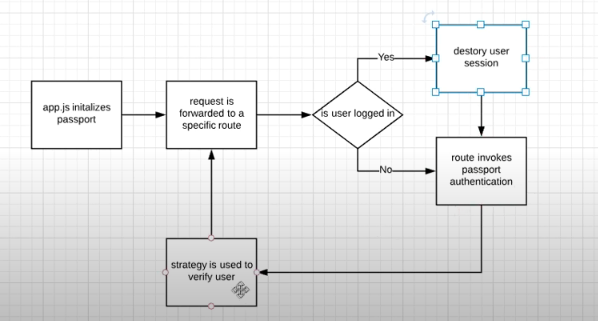 app.js initalizes
passport
request is
forwarded to a
specific route
is user logged in
Yes
destory user
session
No
route invokes
passport
authentication
strategy is used to
verify user